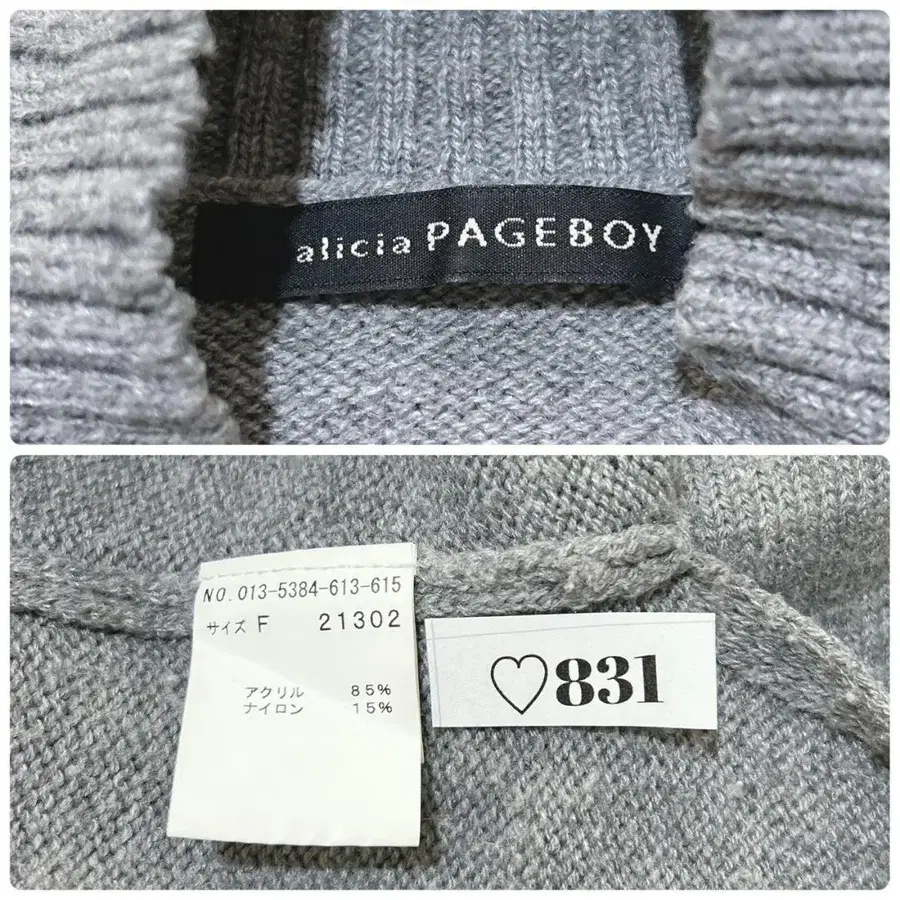 alicia PAGEBOY
NO.013-5384-613-615
サイズ F 21302
アクリル 85%
ナイロン 15%
♡831